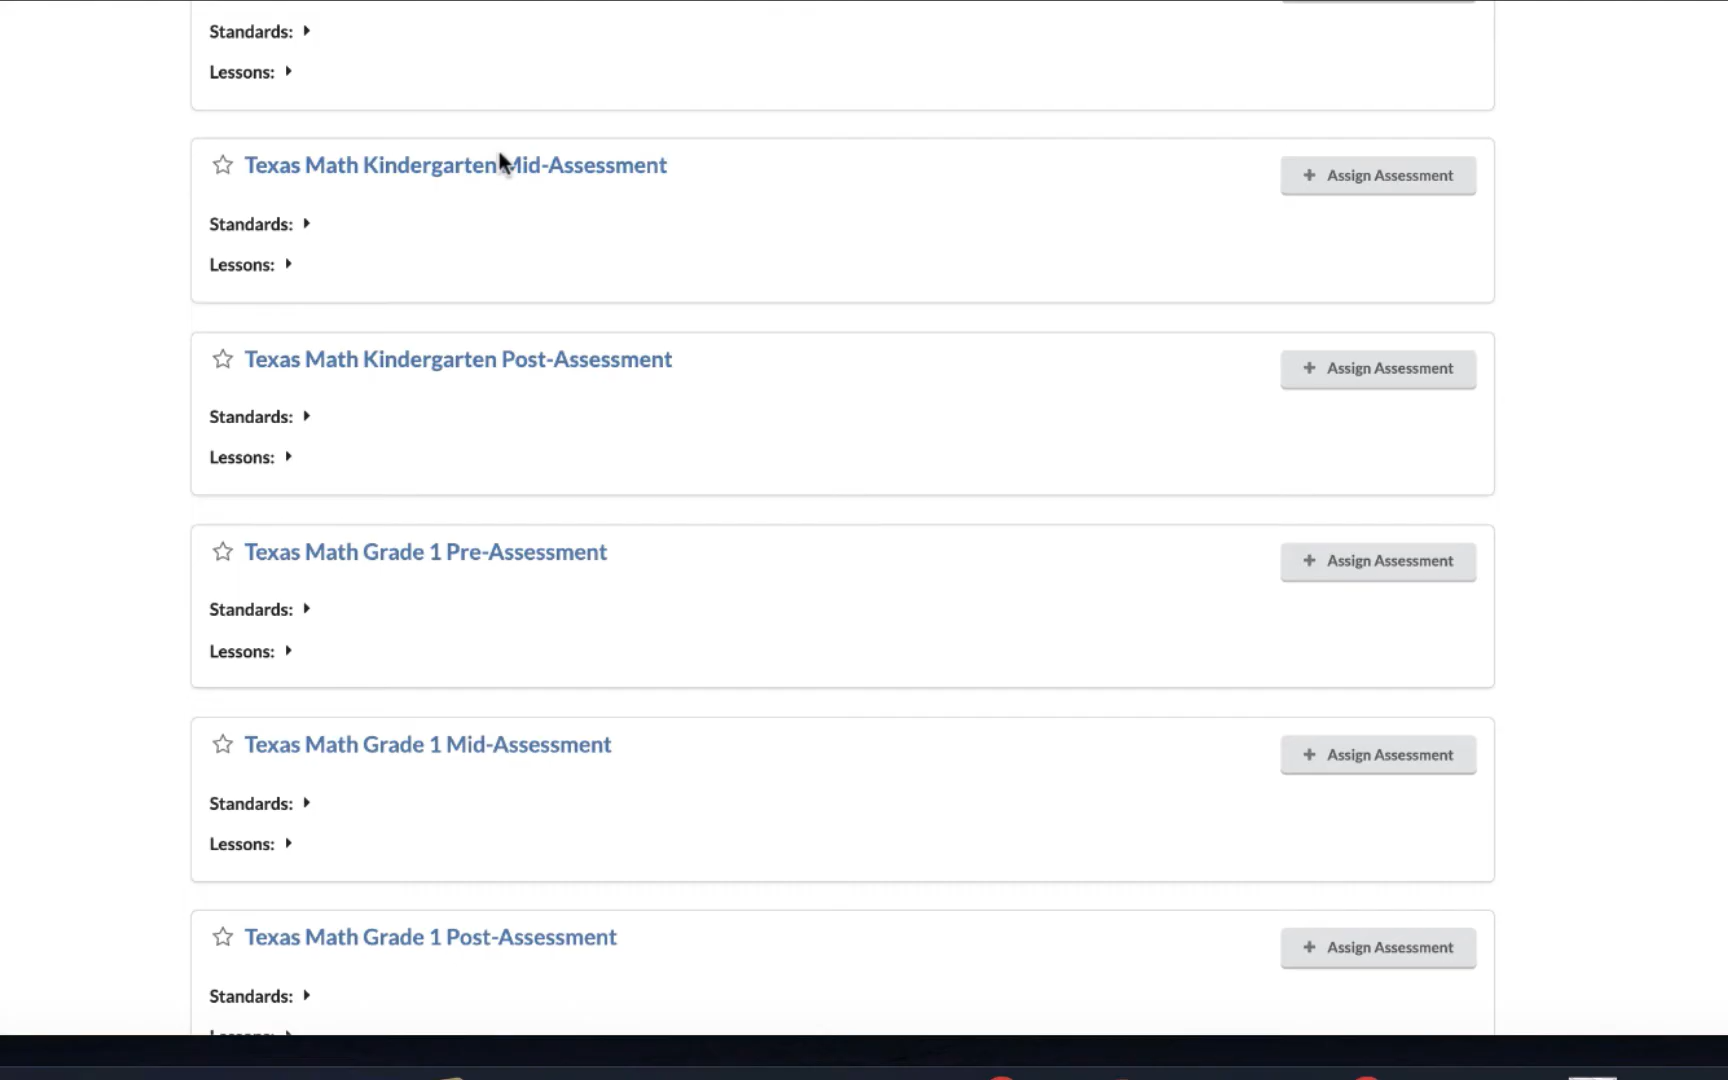 Standards:
Lessons:
Texas Math Kindergarten Mid-Assessment
+ Assign Assessment
Standards:
Lessons:
Texas Math Kindergarten Post-Assessment
+ Assign Assessment
Standards:
Lessons:
Texas Math Grade 1 Pre-Assessment
+ Assign Assessment
Standards:
Lessons:
Texas Math Grade 1 Mid-Assessment
+ Assign Assessment
Standards:
Lessons:
Texas Math Grade 1 Post-Assessment
+ Assign Assessment
Standards: